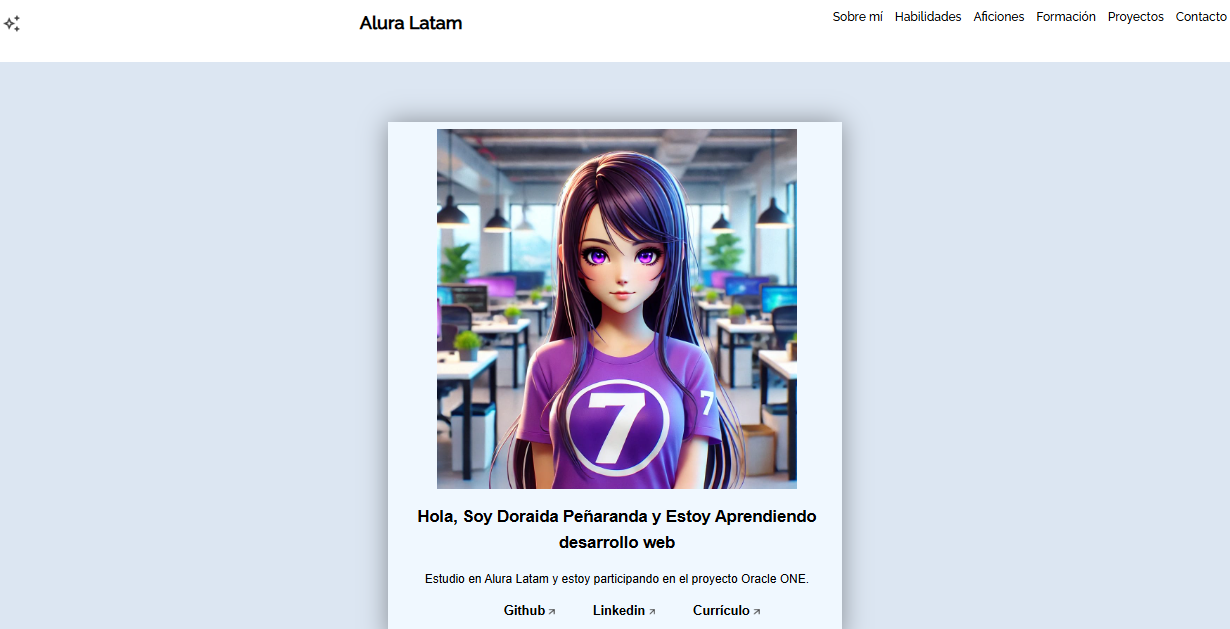 Alura Latam
Sobre mí Habilidades Aficiones Formación Proyectos Contacto
7
7
Hola, Soy Doraida Peñaranda y Estoy Aprendiendo
desarrollo web
Estudio en Alura Latam y estoy participando en el proyecto Oracle ONE.
Github Linkedin Currículo